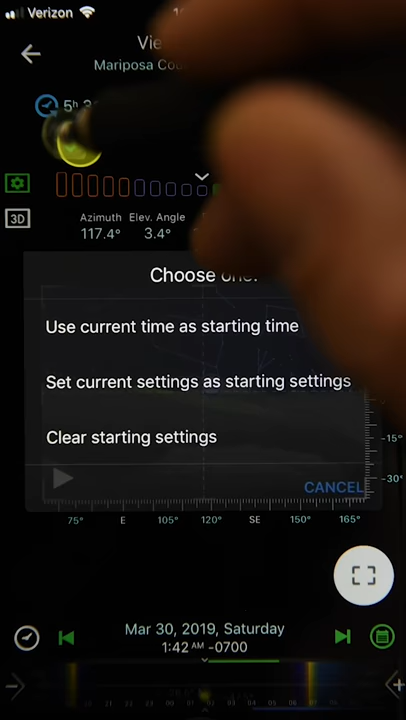 Verizon
Mariposa
5h
3D
Azimuth Elev. Angle
117.4° 3.4°
Choose one:
Use current time as starting time
Set current settings as starting settings
Clear starting settings
CANCEL
-15°
-30°
75° E 105° 120° SE 150° 165°
Mar 30, 2019, Saturday
1:42 AM -0700